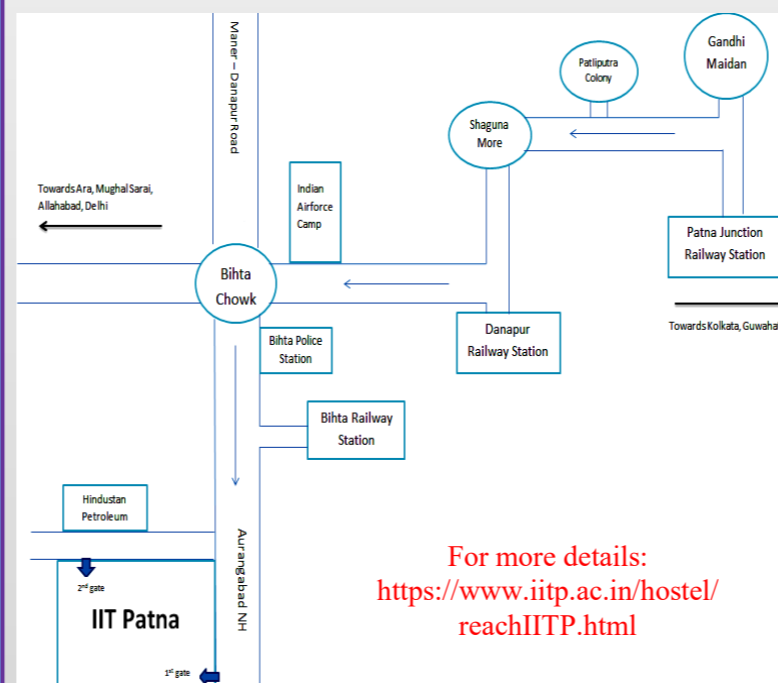 Maner – Danapur Road
Gandhi
Maidan
Patliputra
Colony
Shaguna
More
Towards Ara, Mughal Sarai,
Allahabad, Delhi
Indian
Airforce
Camp
Patna Junction
Railway Station
Bihta
Chowk
Towards Kolkata, Guwaha
Danapur
Railway Station
Bihta Police
Station
Bihta Railway
Station
Hindustan
Petroleum
Aurangabad NH
2nd gate
IIT Patna
1st gate
For more details:
https://www.iitp.ac.in/hostel/
reachIITP.html